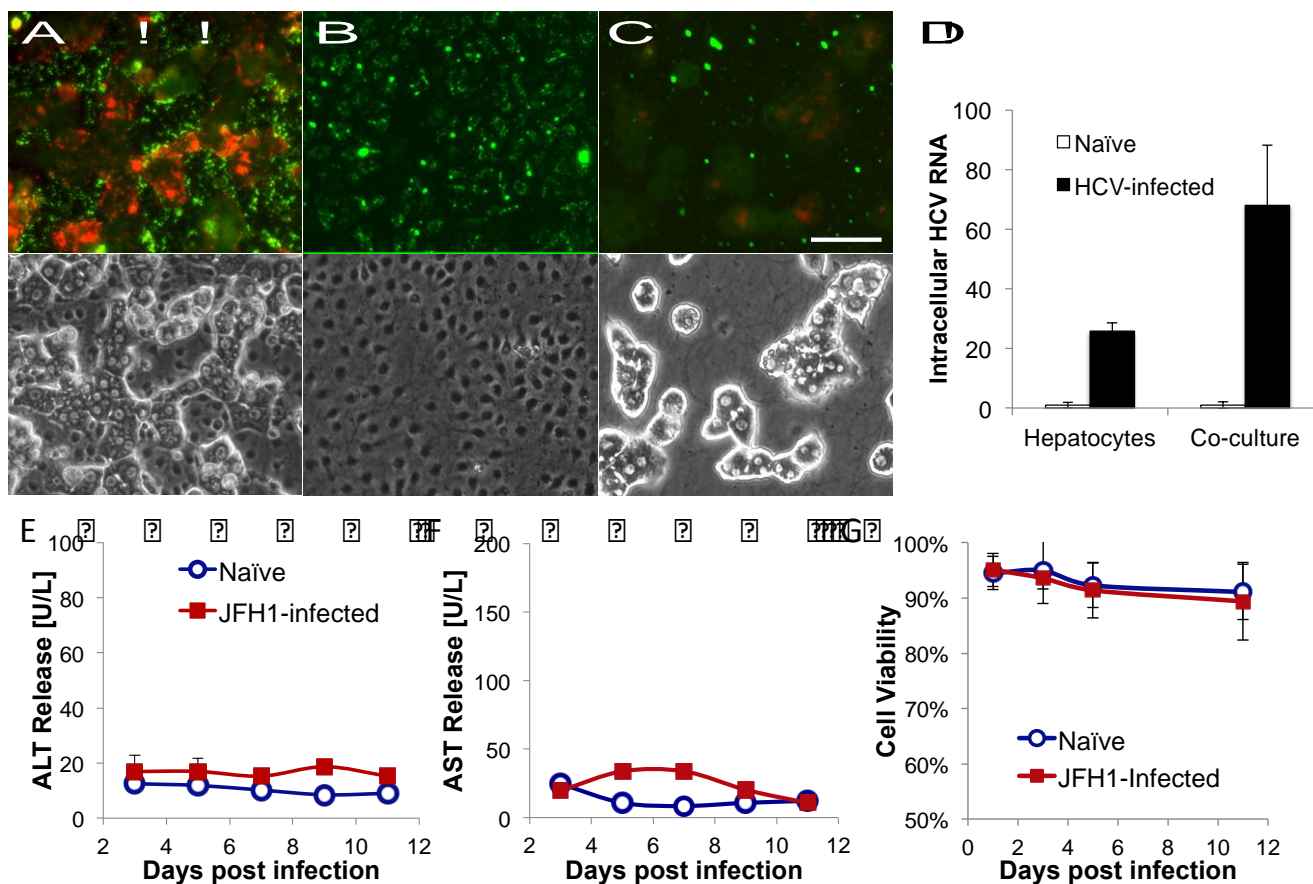 A ! !
B
C
D
100
80
60
40
20
0
Intracellular HCV RNA
Naïve
HCV-infected
Hepatocytes
Co-culture
E
100
80
60
40
20
0
ALT Release [U/L]
Naïve
JFH1-infected
2 4 6 8 10 12
Days post infection
F
200
150
100
50
0
AST Release [U/L]
2 4 6 8 10 12
Days post infection
G
100%
90%
80%
70%
60%
50%
Cell Viability
Naïve
JFH1-Infected
0 2 4 6 8 10 12
Days post infection